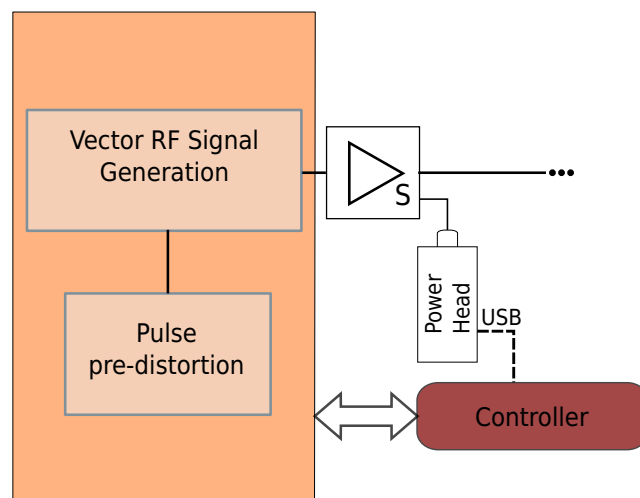 Vector RF Signal
Generation
S
Power
Head
USB
Pulse
pre-distortion
Controller